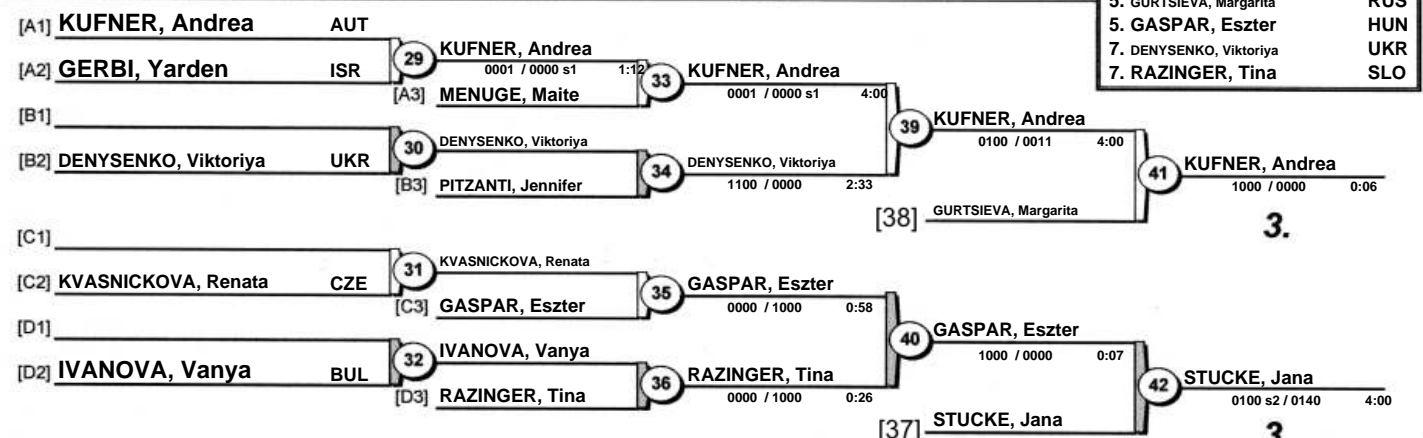 5. GURTSIEVA, Margarita RUS
5. GASPAR, Eszter HUN
7. DENYSENKO, Viktoriya UKR
7. RAZINGER, Tina SLO
[A1] KUFNER, Andrea AUT
[A2] GERBI, Yarden ISR
29 KUFNER, Andrea
0001 / 0000 s1 1:12
[A3] MENUGE, Maite
33 KUFNER, Andrea
0001 / 0000 s1 4:00
[B1]
[B2] DENYSENKO, Viktoriya UKR
30 DENYSENKO, Viktoriya
[B3] PITZANTI, Jennifer
34 DENYSENKO, Viktoriya
1100 / 0000 2:33
39 KUFNER, Andrea
0100 / 0011 4:00
[38] GURTSIEVA, Margarita
41 KUFNER, Andrea
1000 / 0000 0:06
3.
[C1]
[C2] KVASNICKOVA, Renata CZE
31 KVASNICKOVA, Renata
[C3] GASPAR, Eszter
35 GASPAR, Eszter
0000 / 1000 0:58
[D1]
[D2] IVANOVA, Vanya BUL
32 IVANOVA, Vanya
[D3] RAZINGER, Tina
36 RAZINGER, Tina
0000 / 1000 0:26
40 GASPAR, Eszter
1000 / 0000 0:07
[37] STUCKE, Jana
42 STUCKE, Jana
0100 s2 / 0140 4:00
3